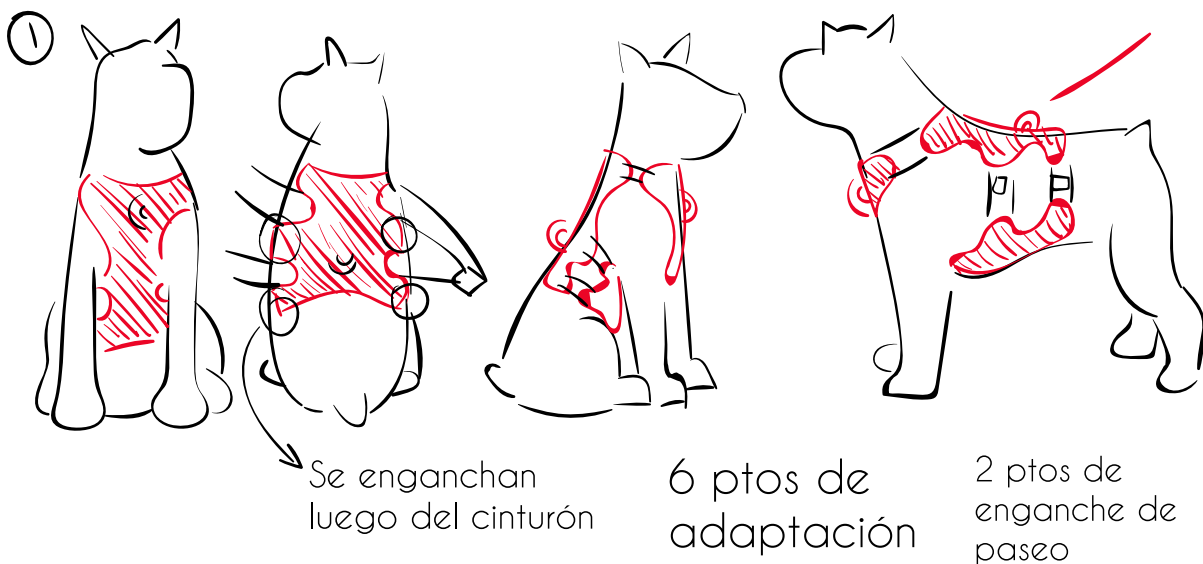 1
Se enganchan
luego del cinturón
6 ptos de
adaptación
2 ptos de
enganche de
paseo